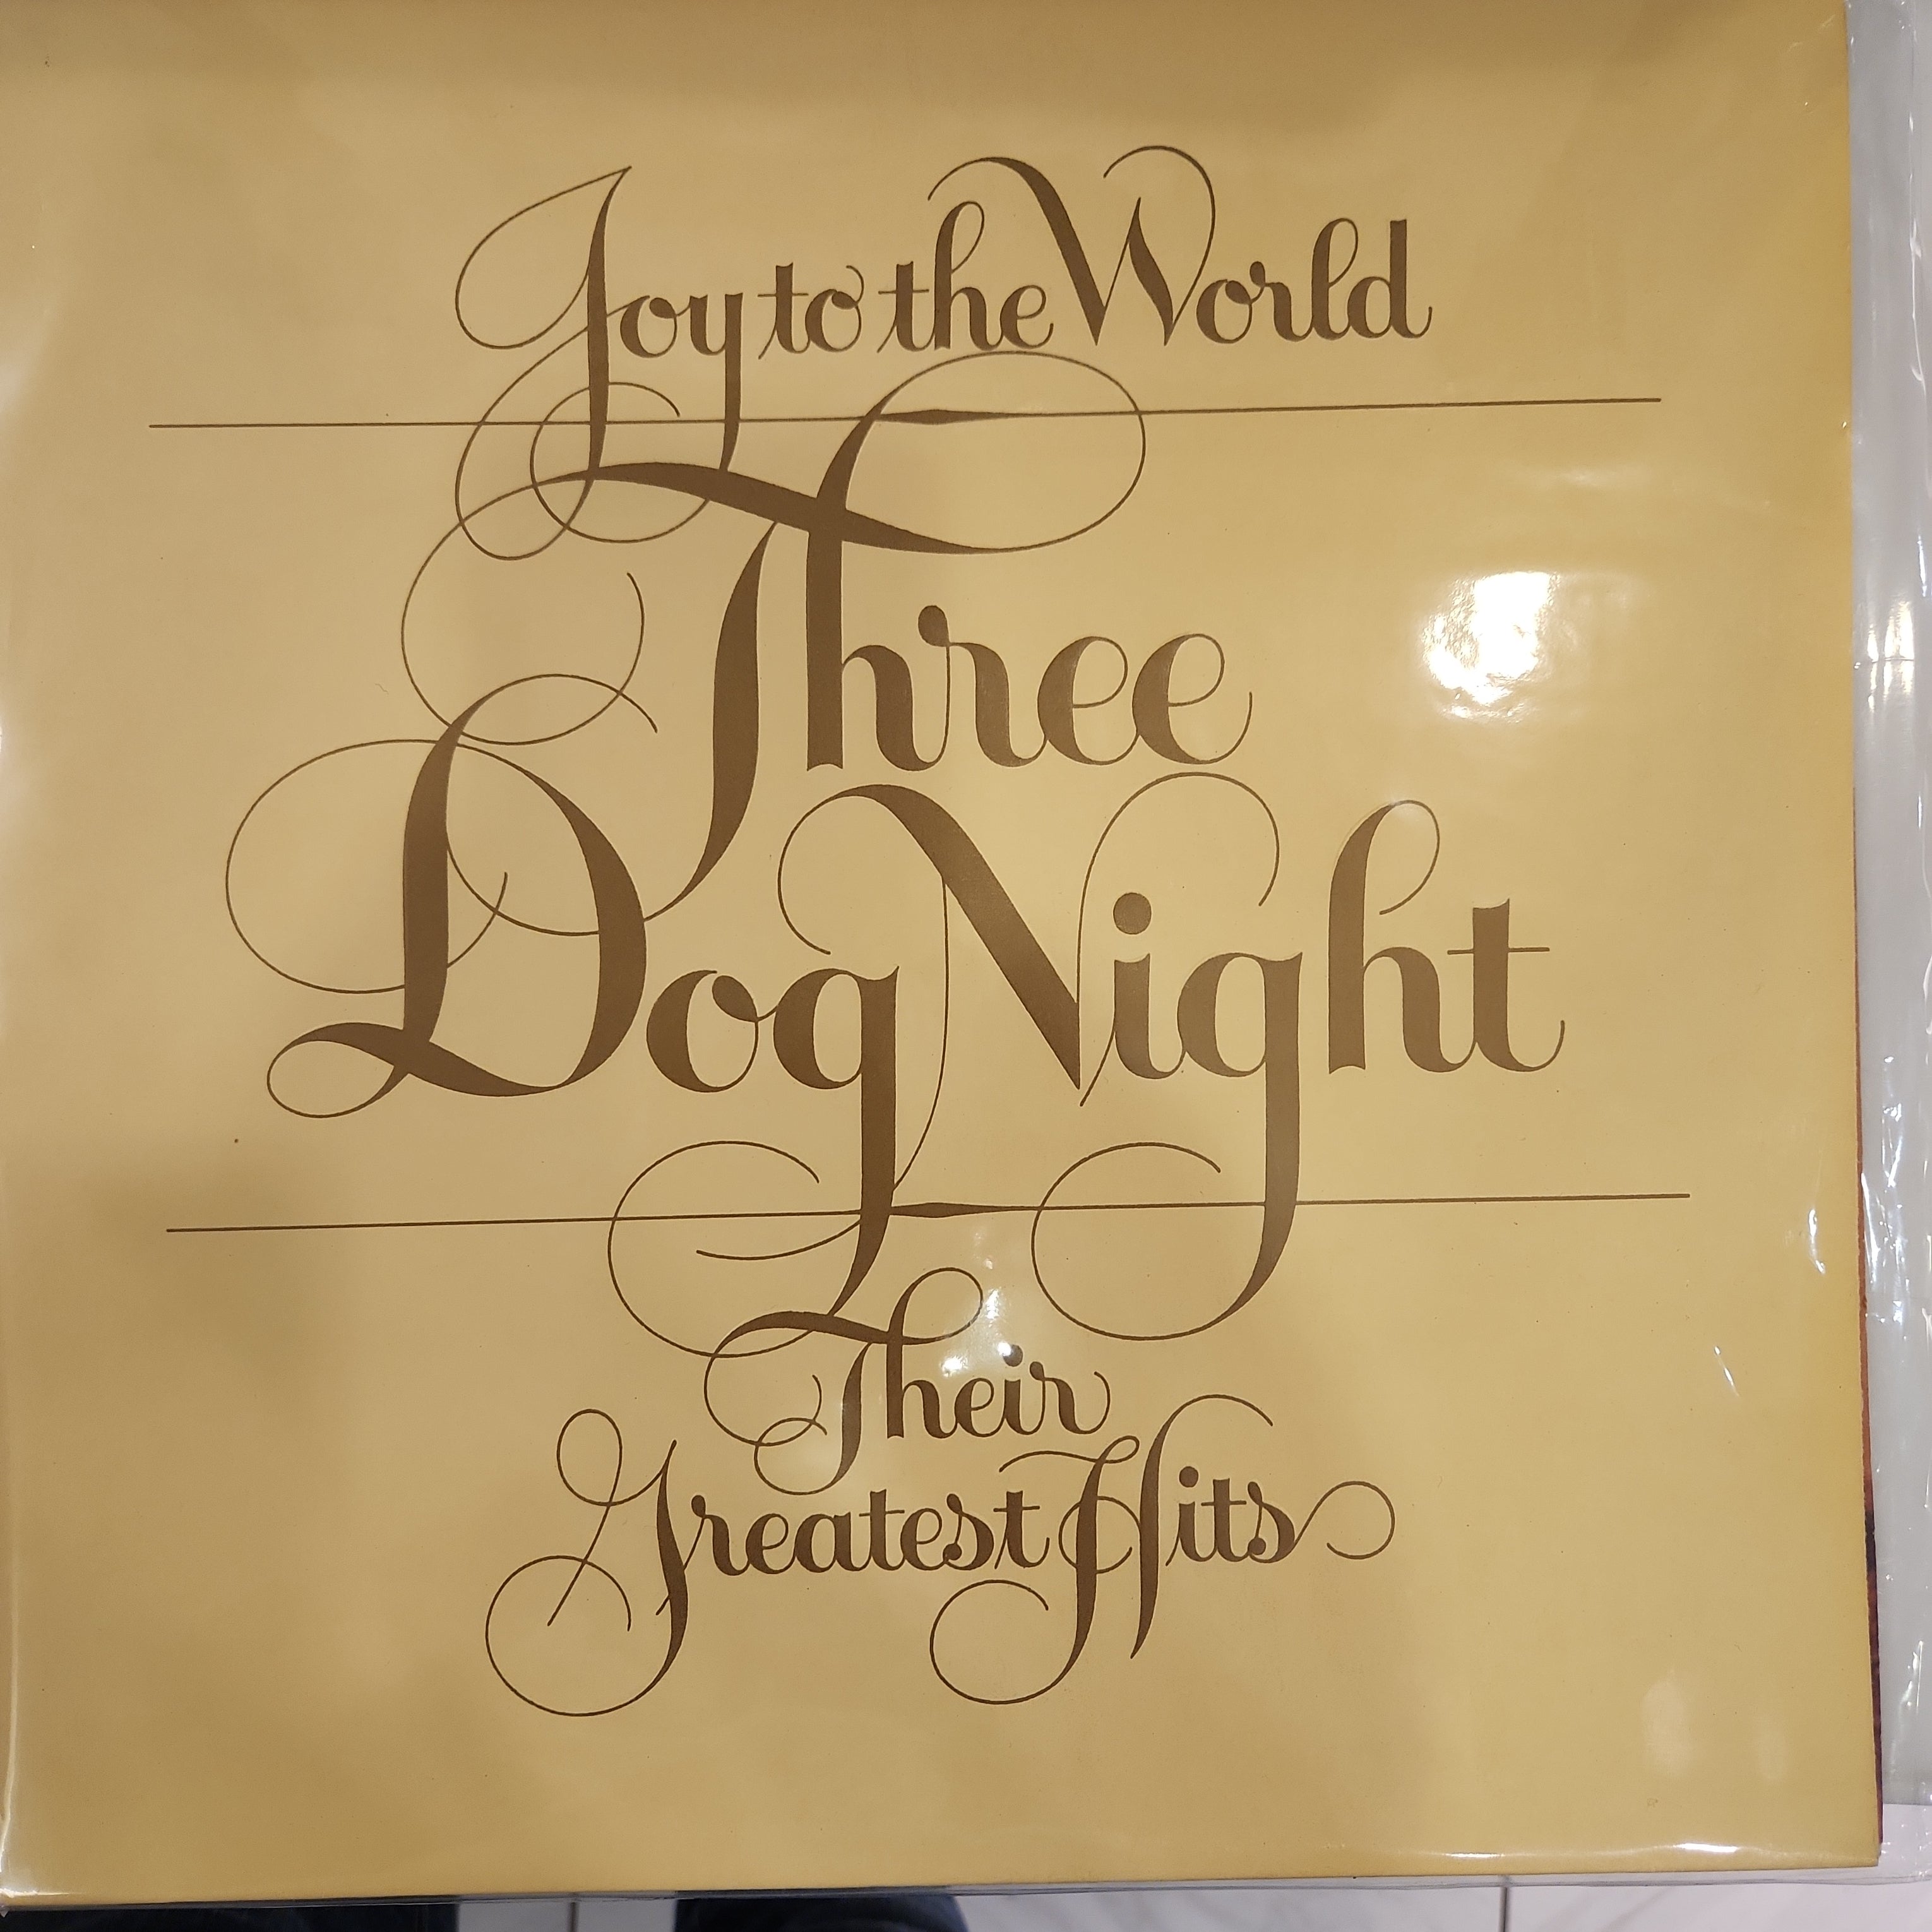 Joy to the World
Three
Dog Night
Their
Greatest Hits